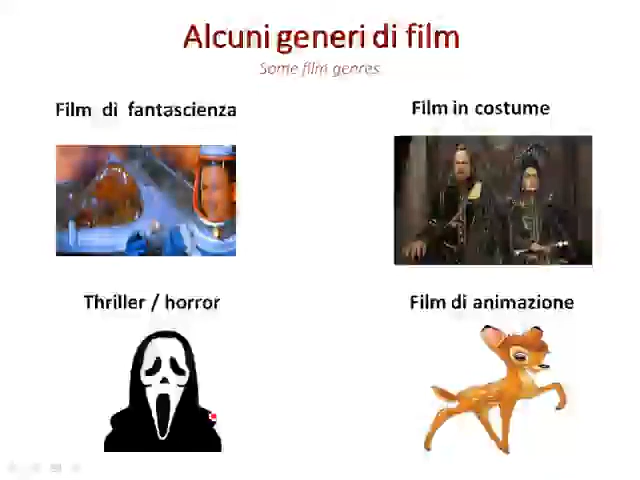 Alcuni generi di film
Some film genres
Film di fantascienza
Film in costume
Thriller / horror
Film di animazione